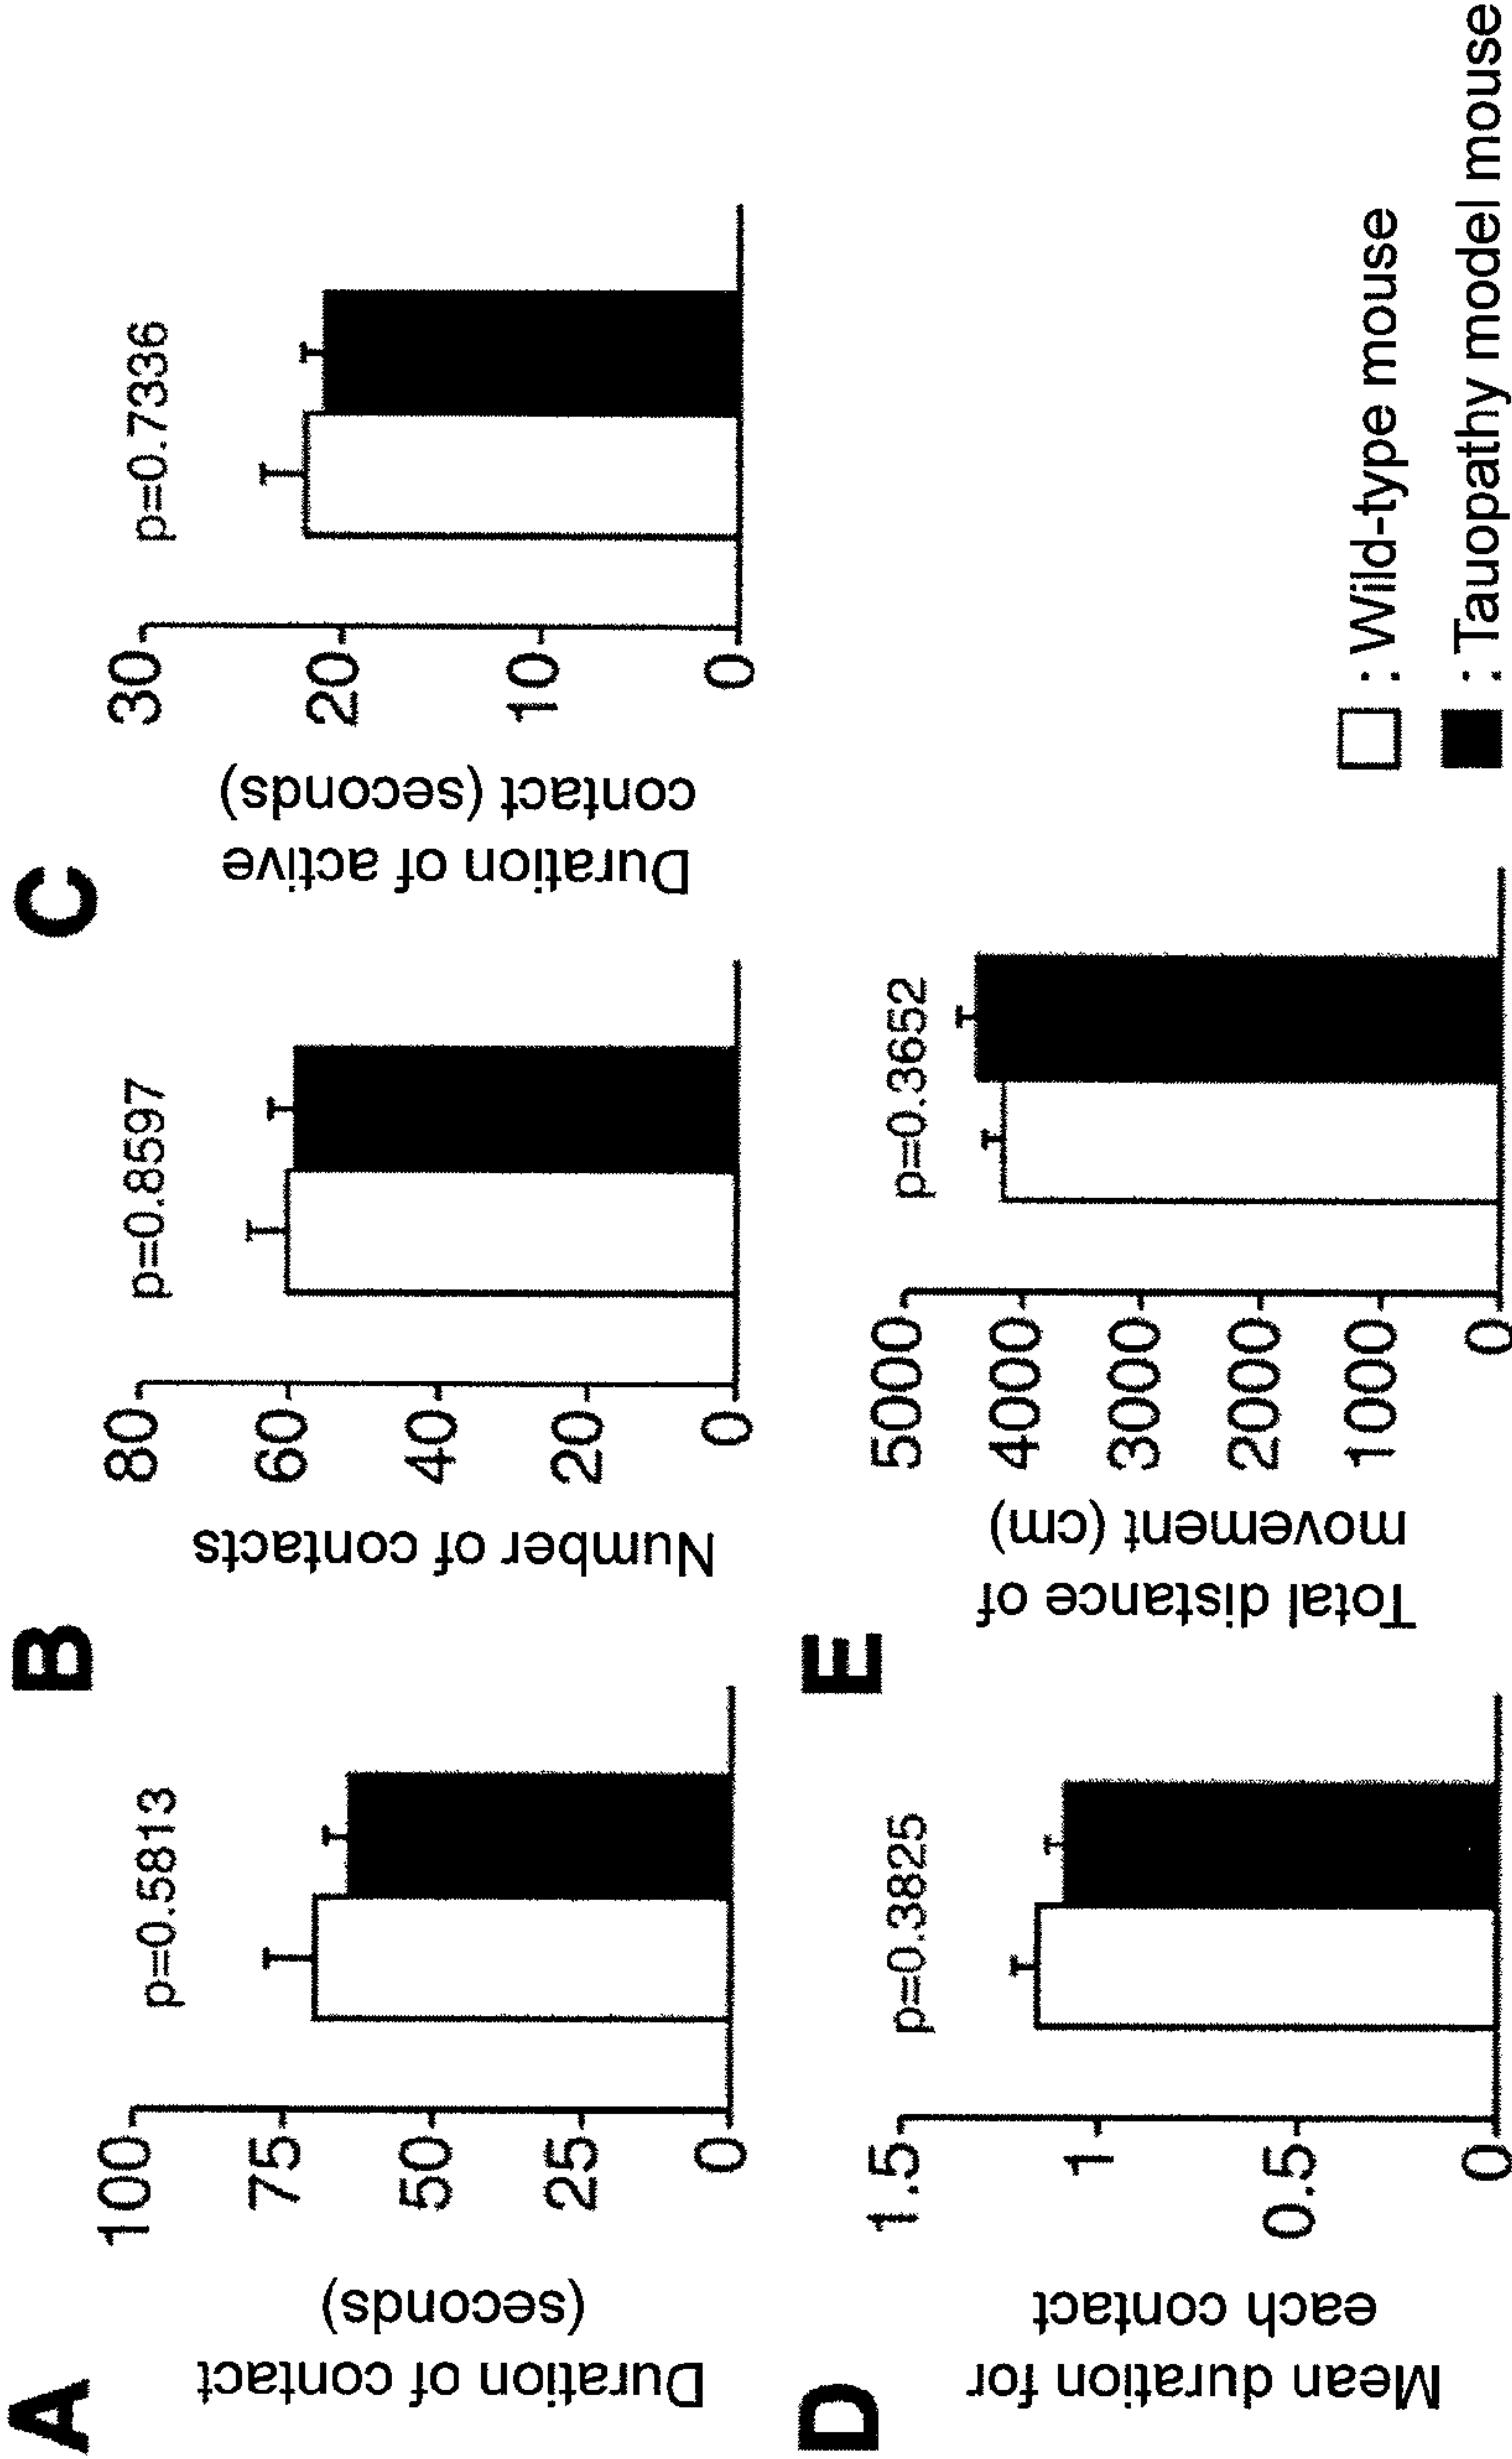 A
Duration of contact
(seconds)
100
75
50
25
0
p=0.5813
B
Number of contacts
80
60
40
20
0
p=0.8597
C
Duration of active
contact (seconds)
30
20
10
0
p=0.7336
D
Mean duration for
each contact
1.5
1
0.5
0
p=0.3825
E
Total distance of
movement (cm)
5000
4000
3000
2000
1000
0
p=0.3652
: Wild-type mouse
: Tauopathy model mouse